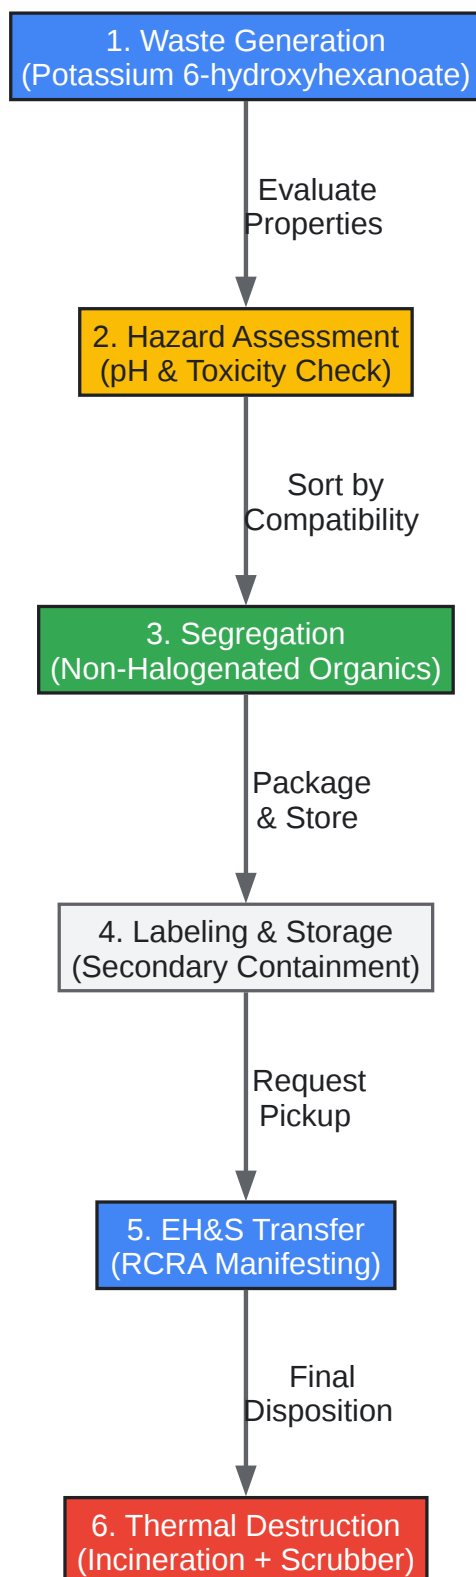 1. Waste Generation
(Potassium 6-hydroxyhexanoate)
Evaluate
Properties
2. Hazard Assessment
(pH & Toxicity Check)
Sort by
Compatibility
3. Segregation
(Non-Halogenated Organics)
Package
& Store
4. Labeling & Storage
(Secondary Containment)
Request
Pickup
5. EH&S Transfer
(RCRA Manifesting)
Final
Disposition
6. Thermal Destruction
(Incineration + Scrubber)